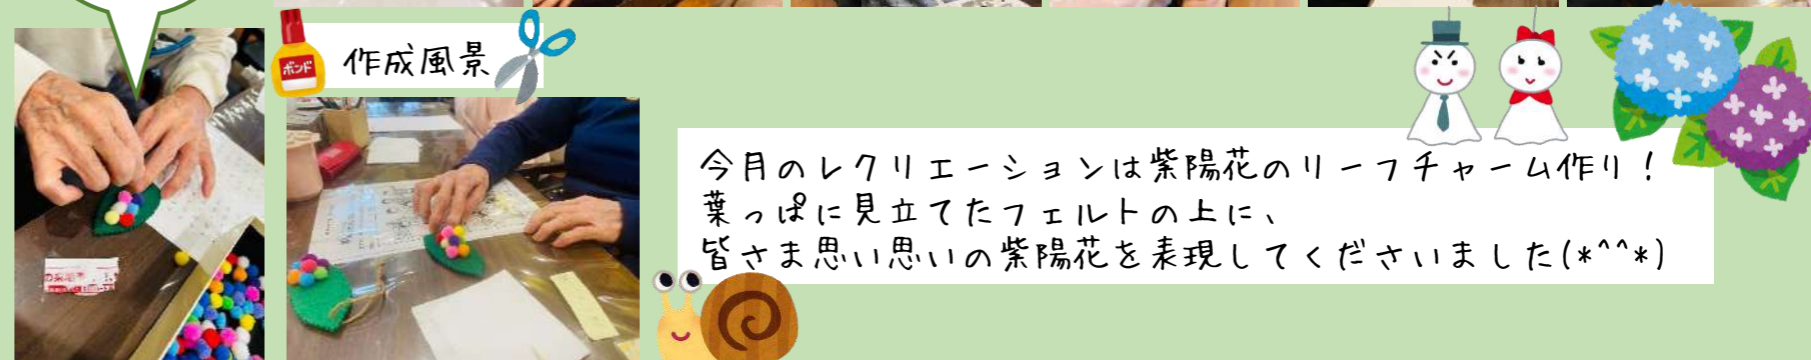 ボンド
作成風景
今月のレクリエーションは紫陽花のリーフチャーム作り！
葉っぱに見立てたフェルトの上に、
皆さま思い思いの紫陽花を表現してくださいました(*^^*)